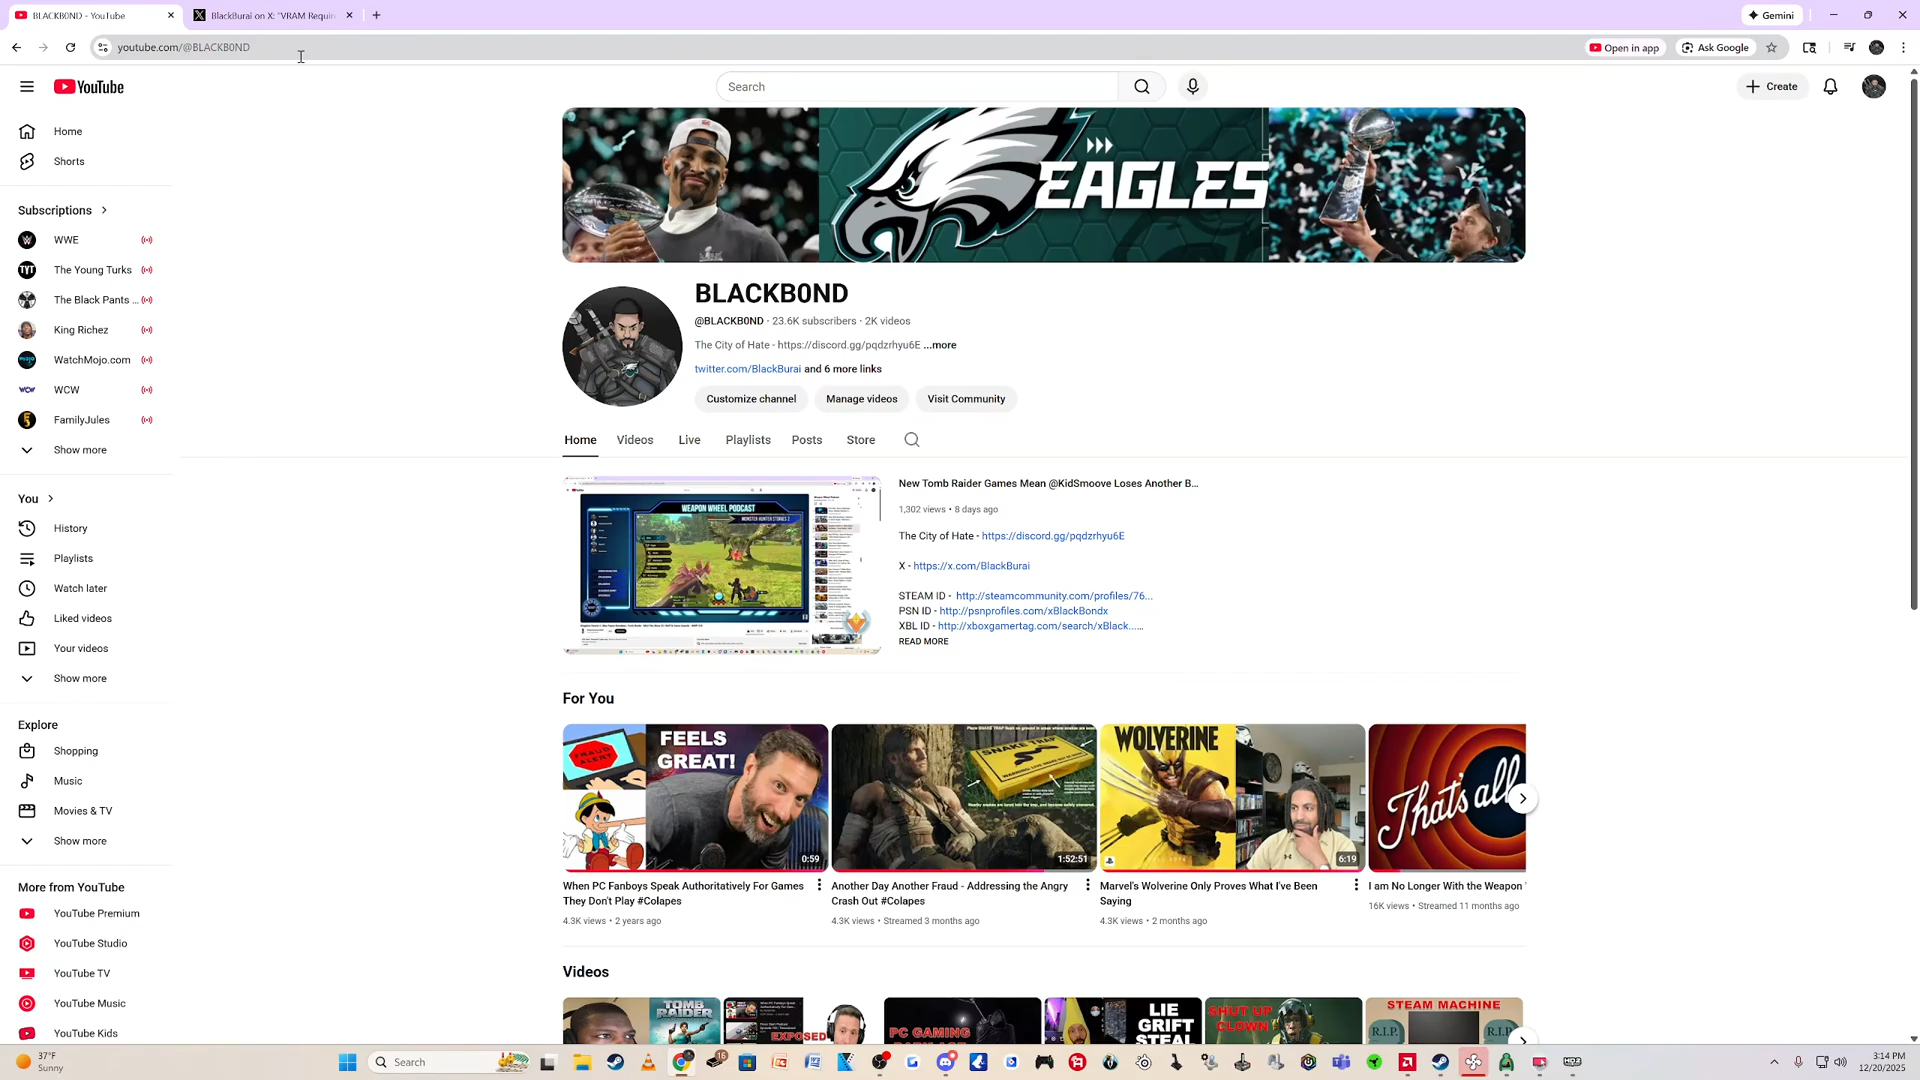 BLACKB0ND - YouTube
BlackBurai on X: "VRAM Requir
Gemini
youtube.com/@BLACKB0ND
Open in app
Ask Google
YouTube
Search
Create
Home
Shorts
Subscriptions
WWE
The Young Turks
The Black Pants ...
King Richez
WatchMojo.com
WCW
FamilyJules
Show more
You
History
Playlists
Watch later
Liked videos
Your videos
Show more
Explore
Shopping
Music
Movies & TV
Show more
More from YouTube
YouTube Premium
YouTube Studio
YouTube TV
YouTube Music
YouTube Kids
EAGLES
BLACKB0ND
@BLACKB0ND · 23.6K subscribers · 2K videos
The City of Hate - https://discord.gg/pqdzrhyu6E ...more
twitter.com/BlackBurai and 6 more links
Customize channel
Manage videos
Visit Community
Home
Videos
Live
Playlists
Posts
Store
WEAPON WHEEL PODCAST
MONSTER HUNTER STORIES 2
New Tomb Raider Games Mean @KidSmoove Loses Another B...
1,302 views • 8 days ago
The City of Hate - https://discord.gg/pqdzrhyu6E
X - https://x.com/BlackBurai
STEAM ID - http://steamcommunity.com/profiles/76...
PSN ID - http://psnprofiles.com/xBlackBondx
XBL ID - http://xboxgamertag.com/search/xBlack......
READ MORE
For You
FRAUD ALERT
FEELS
GREAT!
0:59
SNAKE TRAP
1:52:51
WOLVERINE
6:19
That's all
When PC Fanboys Speak Authoritatively For Games
They Don't Play #Colapes
4.3K views • 2 years ago
Another Day Another Fraud - Addressing the Angry
Crash Out #Colapes
4.3K views • Streamed 3 months ago
Marvel's Wolverine Only Proves What I've Been
Saying
4.3K views • 2 months ago
I am No Longer With the Weapon
16K views • Streamed 11 months ago
Videos
TOMB
RAIDER
EXPOSED
PC GAMING
LIE
GRIFT
STEAL
SHUT UP
CLOWN
STEAM MACHINE
R.I.P.
R.I.P.
37°F
Sunny
Search
16
3:14 PM
12/20/2025